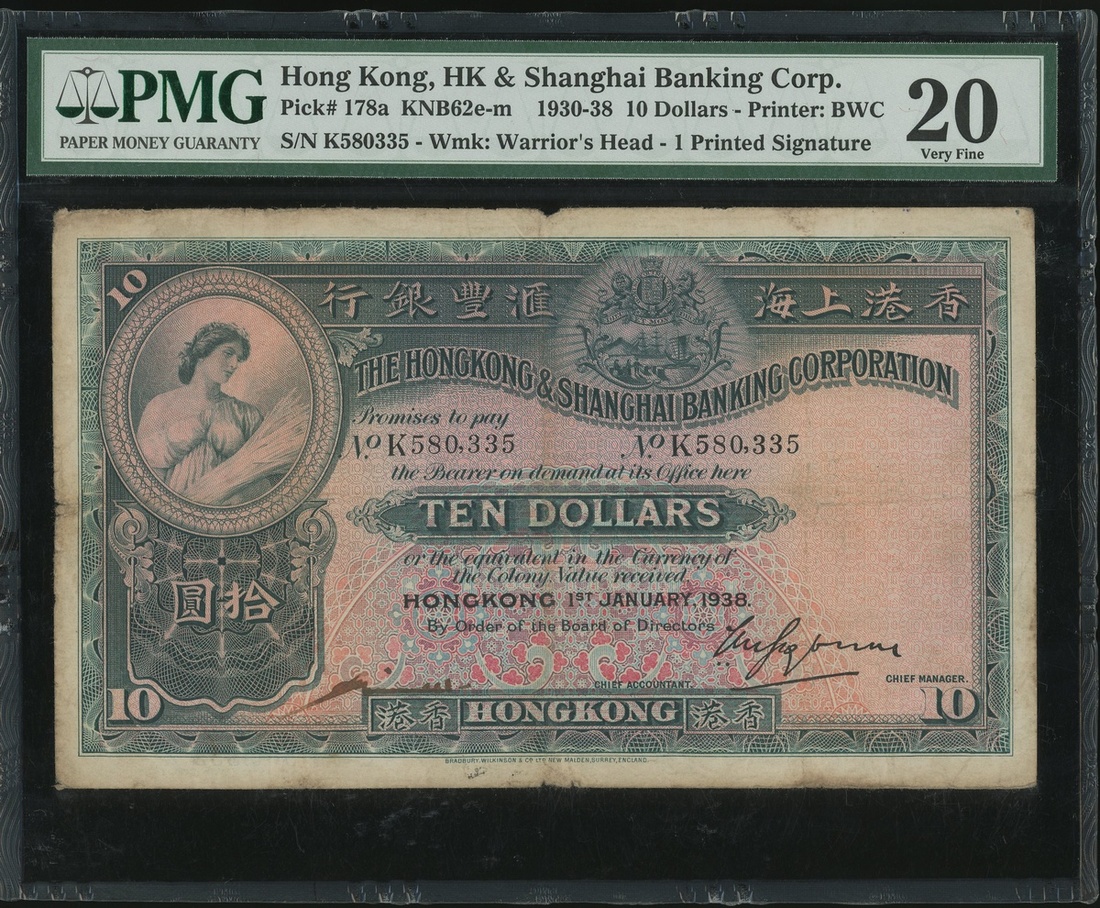 PMG
PAPER MONEY GUARANTY
Hong Kong, HK & Shanghai Banking Corp.
Pick# 178a KNB62e-m 1930-38 10 Dollars - Printer: BWC
S/N K580335 - Wmk: Warrior's Head - 1 Printed Signature
20
Very Fine
10
行銀豐滙 海上港香
THE HONGKONG & SHANGHAI BANKING CORPORATION
Promises to pay
No K580,335 No K580,335
the Bearer on demand at its Office here
TEN DOLLARS
or the equivalent in the Currency of
the Colony, Value received
圓拾
HONGKONG 1ST JANUARY, 1938.
By Order of the Board of Directors
CHIEF ACCOUNTANT.
CHIEF MANAGER.
10 港香 HONGKONG 港香 10
BRADBURY, WILKINSON & Co LTD NEW MALDEN, SURREY, ENGLAND.